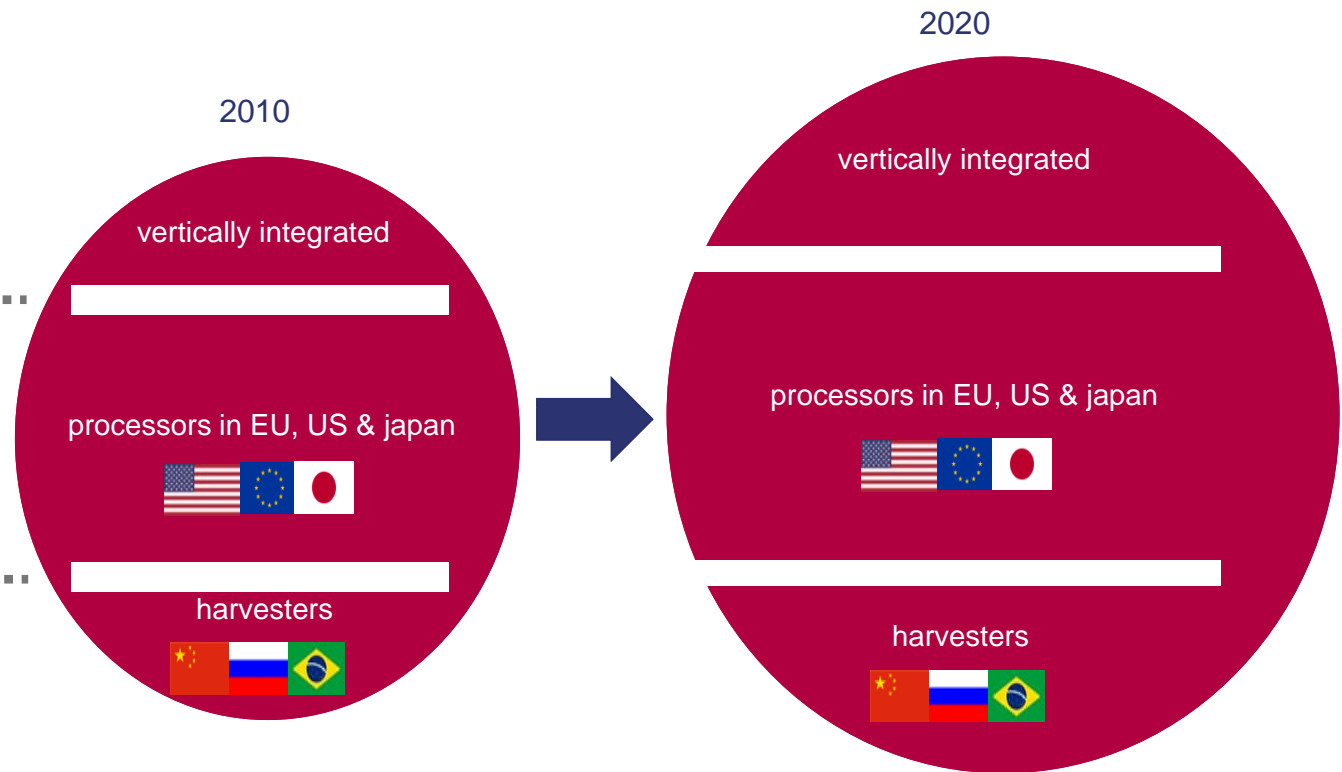 2010
vertically integrated
processors in EU, US & japan
harvesters
2020
vertically integrated
processors in EU, US & japan
harvesters